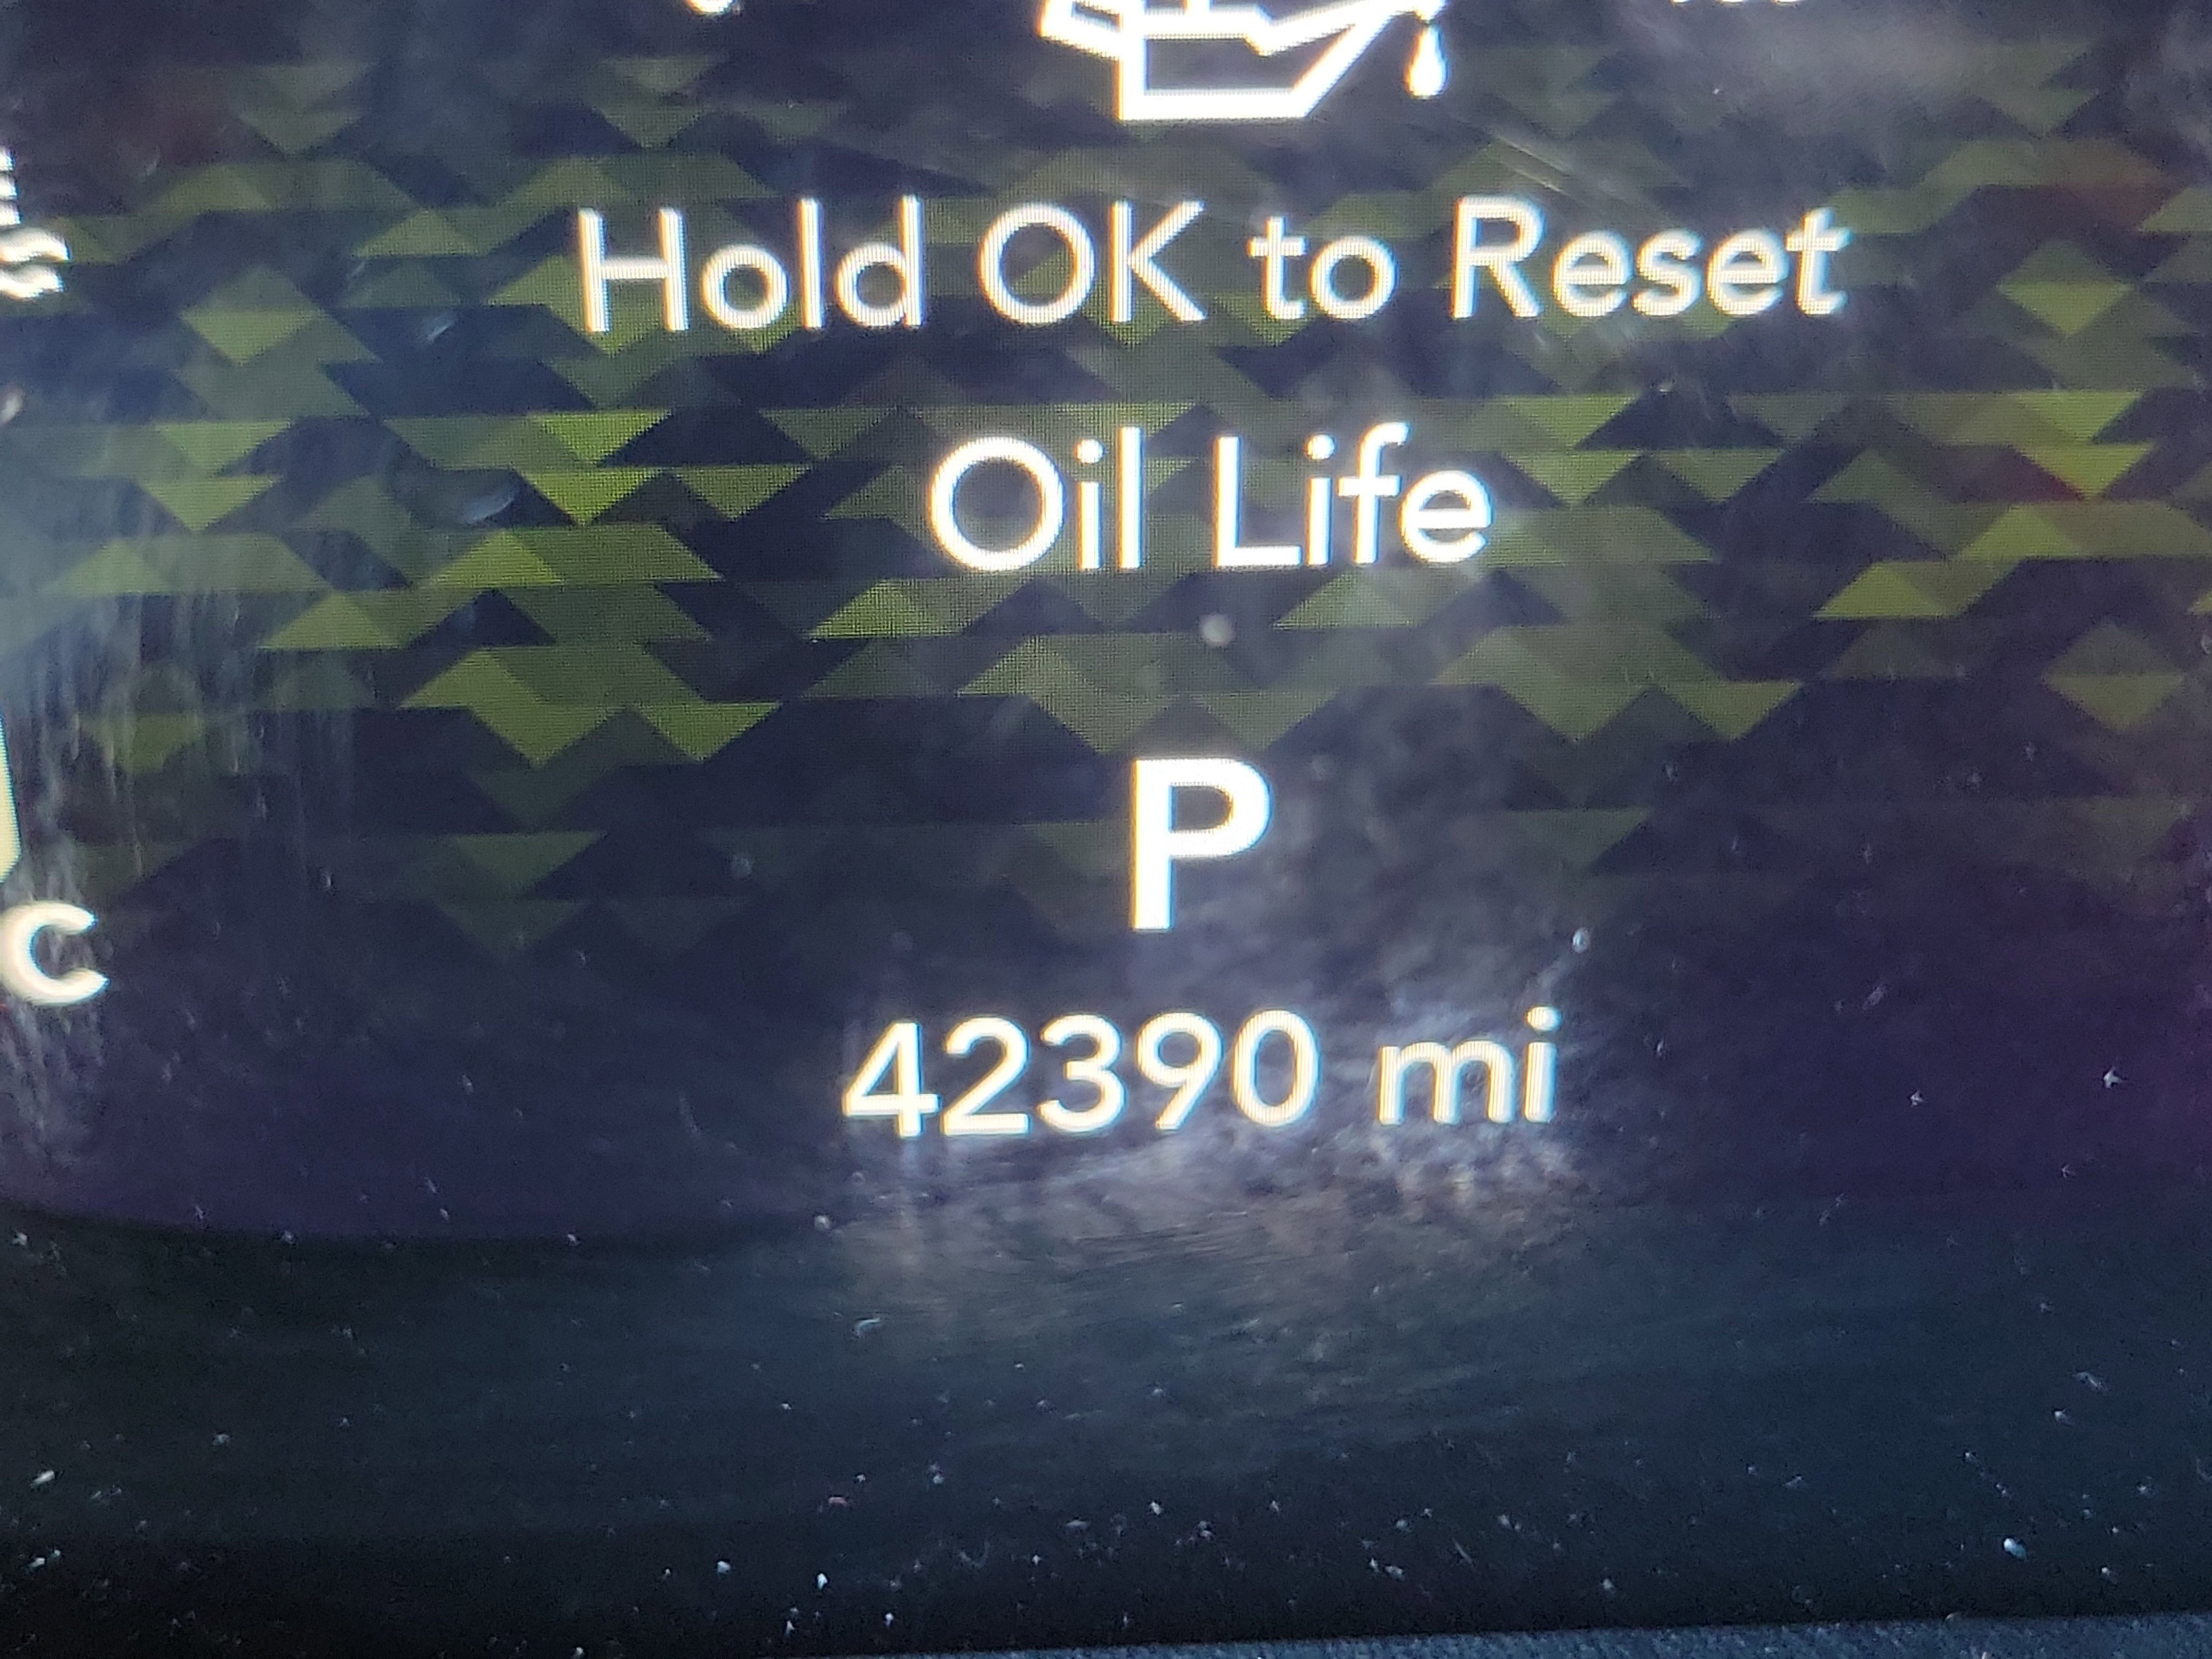 Hold OK to Reset
Oil Life
P
C
42390 mi